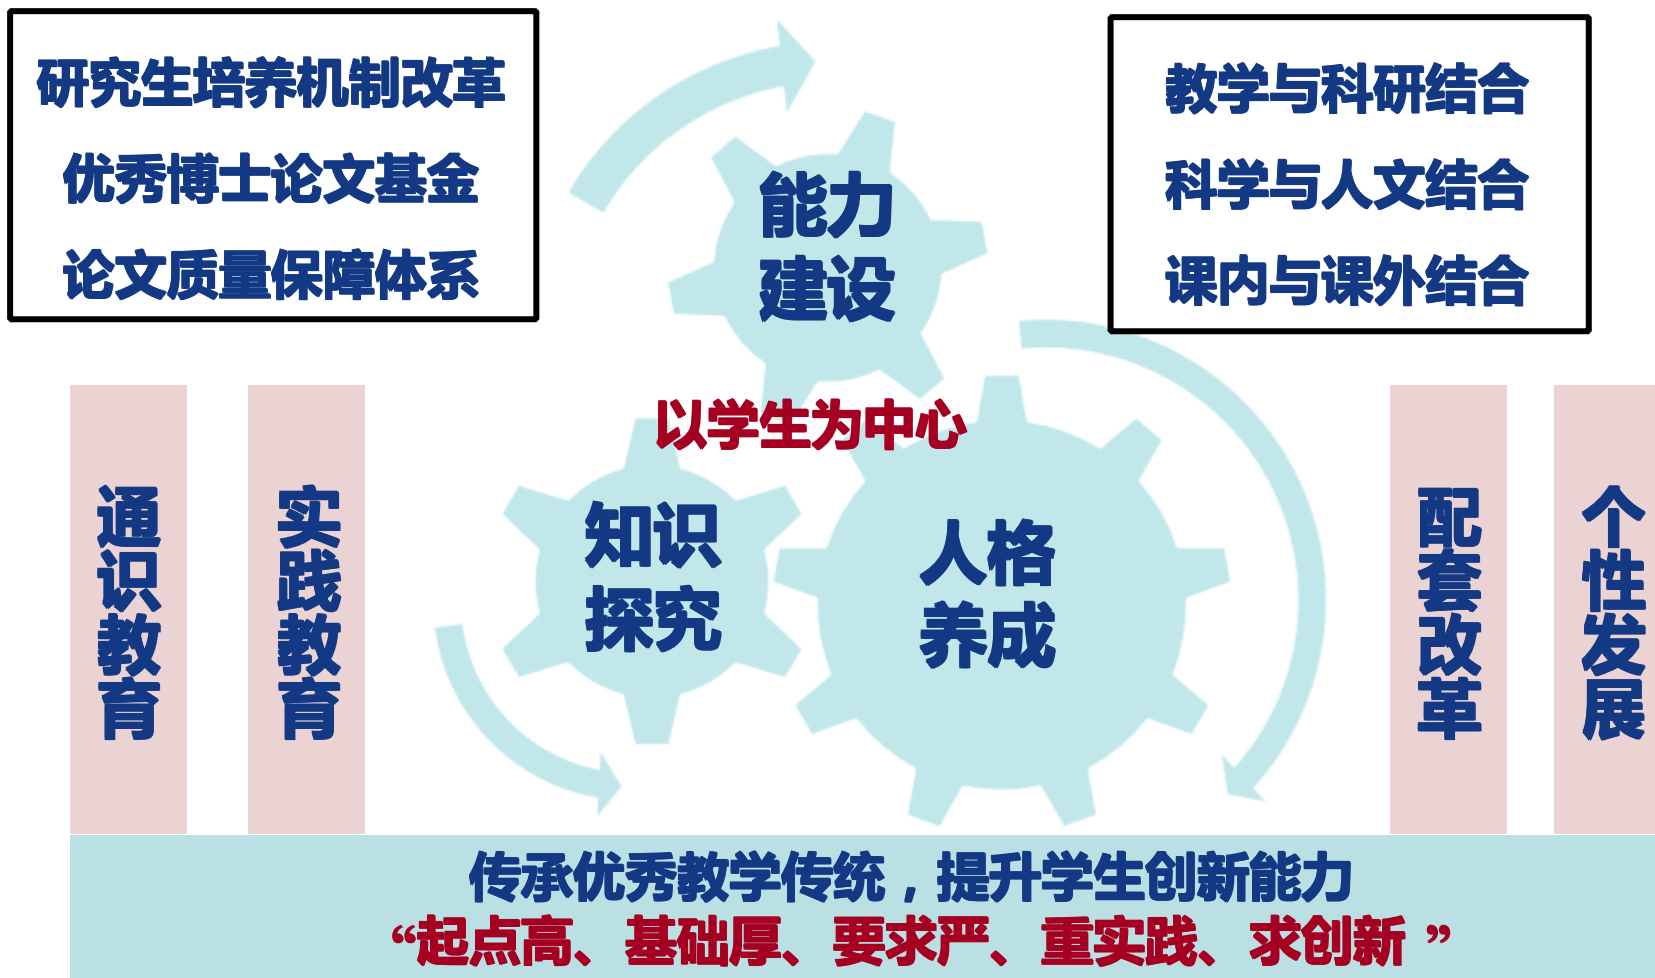 研究生培养机制改革
优秀博士论文基金
论文质量保障体系
教学与科研结合
科学与人文结合
课内与课外结合
能力
建设
以学生为中心
知识
探究
人格
养成
通识教育
实践教育
配套改革
个性发展
传承优秀教学传统，提升学生创新能力
“起点高、基础厚、要求严、重实践、求创新 ”